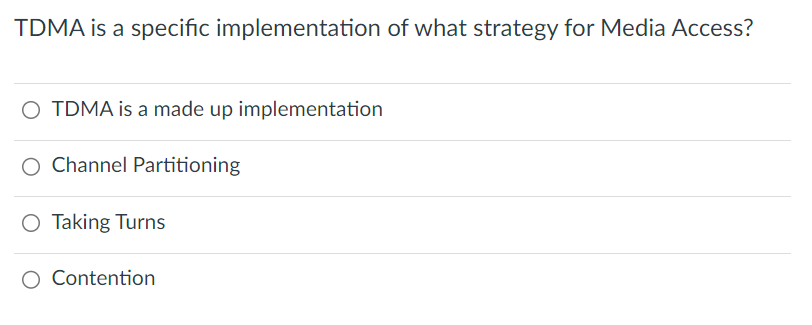 TDMA is a specific implementation of what strategy for Media Access?
TDMA is a made up implementation
Channel Partitioning
Taking Turns
Contention